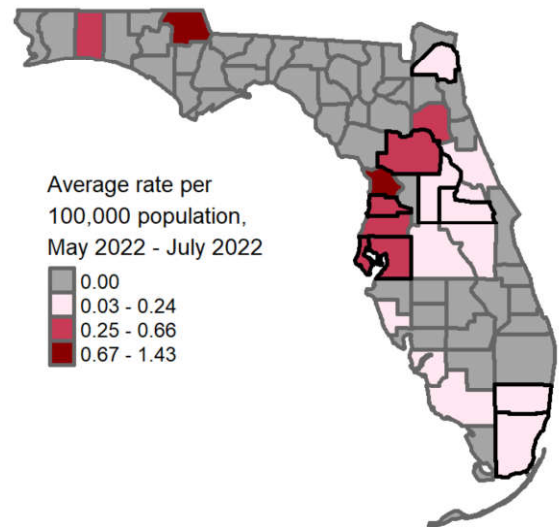 Average rate per
100,000 population,
May 2022 - July 2022
0.00
0.03 - 0.24
0.25 - 0.66
0.67 - 1.43